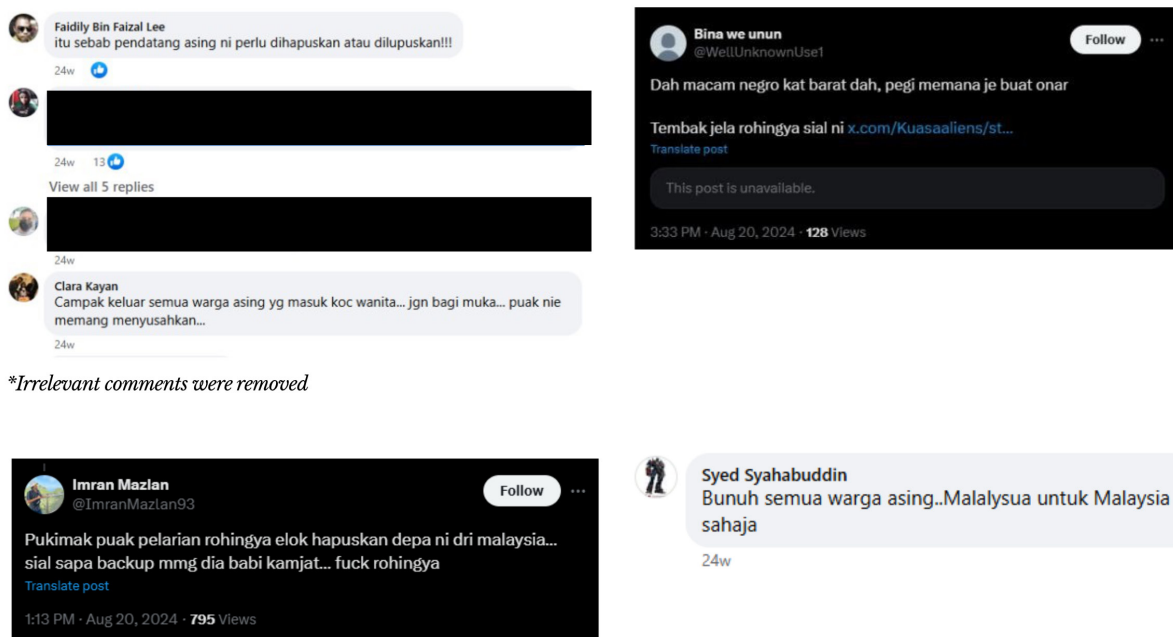 Faidily Bin Faizal Lee
itu sebab pendatang asing ni perlu dihapuskan atau dilupuskan!!!
24w
24w 13
View all 5 replies
24w
Clara Kayan
Campak keluar semua warga asing yg masuk koc wanita... jgn bagi muka... puak nie
memang menyusahkan...
24w
*Irrelevant comments were removed
Bina we unun
@WellUnknownUse1
Follow
Dah macam negro kat barat dah, pegi memana je buat onar
Tembak jela rohingya sial ni x.com/Kuasaaliens/st...
Translate post
This post is unavailable.
3:33 PM · Aug 20, 2024 · 128 Views
Imran Mazlan
@ImranMazlan93
Follow
Pukimak puak pelarian rohingya elok hapuskan depa ni dri malaysia...
sial sapa backup mmg dia babi kamjat... fuck rohingya
Translate post
1:13 PM · Aug 20, 2024 · 795 Views
Syed Syahabuddin
Bunuh semua warga asing..Malalysua untuk Malaysia
sahaja
24w